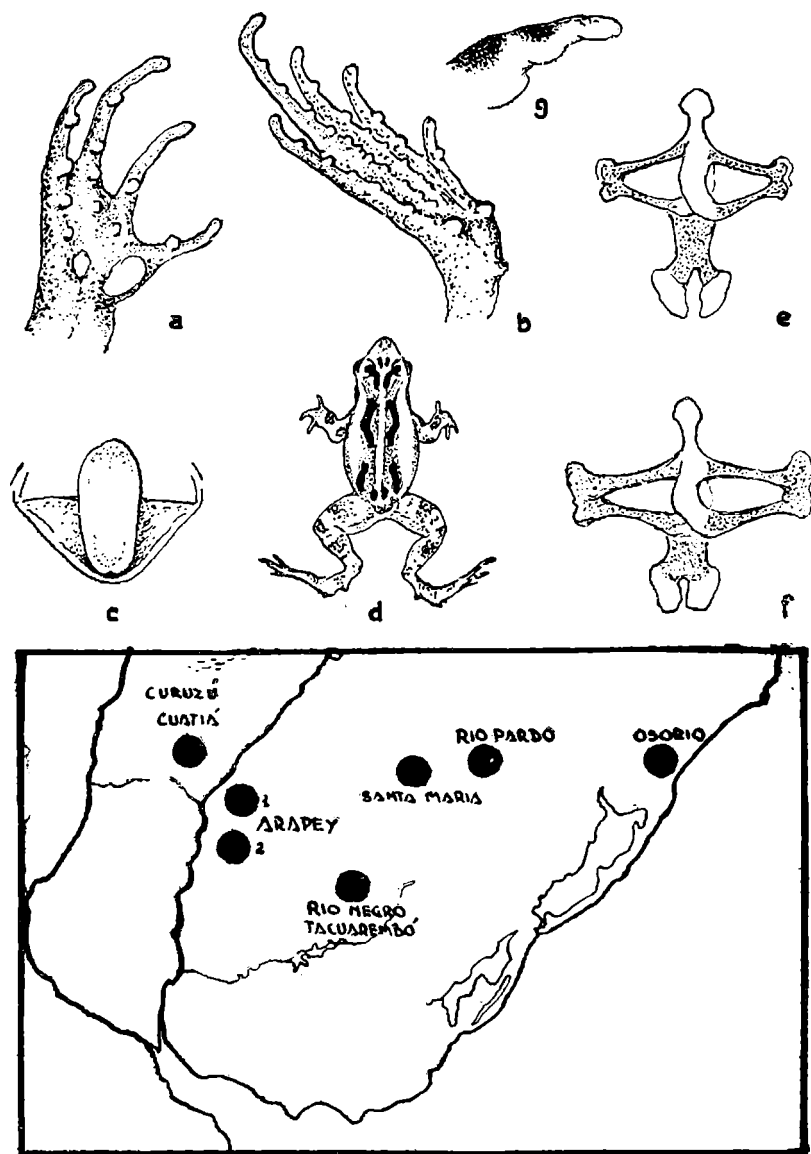 g
a
b
e
c
d
f
CURUZÚ
CUATIÁ
RIO PARDO
OSORIO
SANTA MARIA
1
ARAPEY
2
RIO NEGRO
TACUAREMBÓ